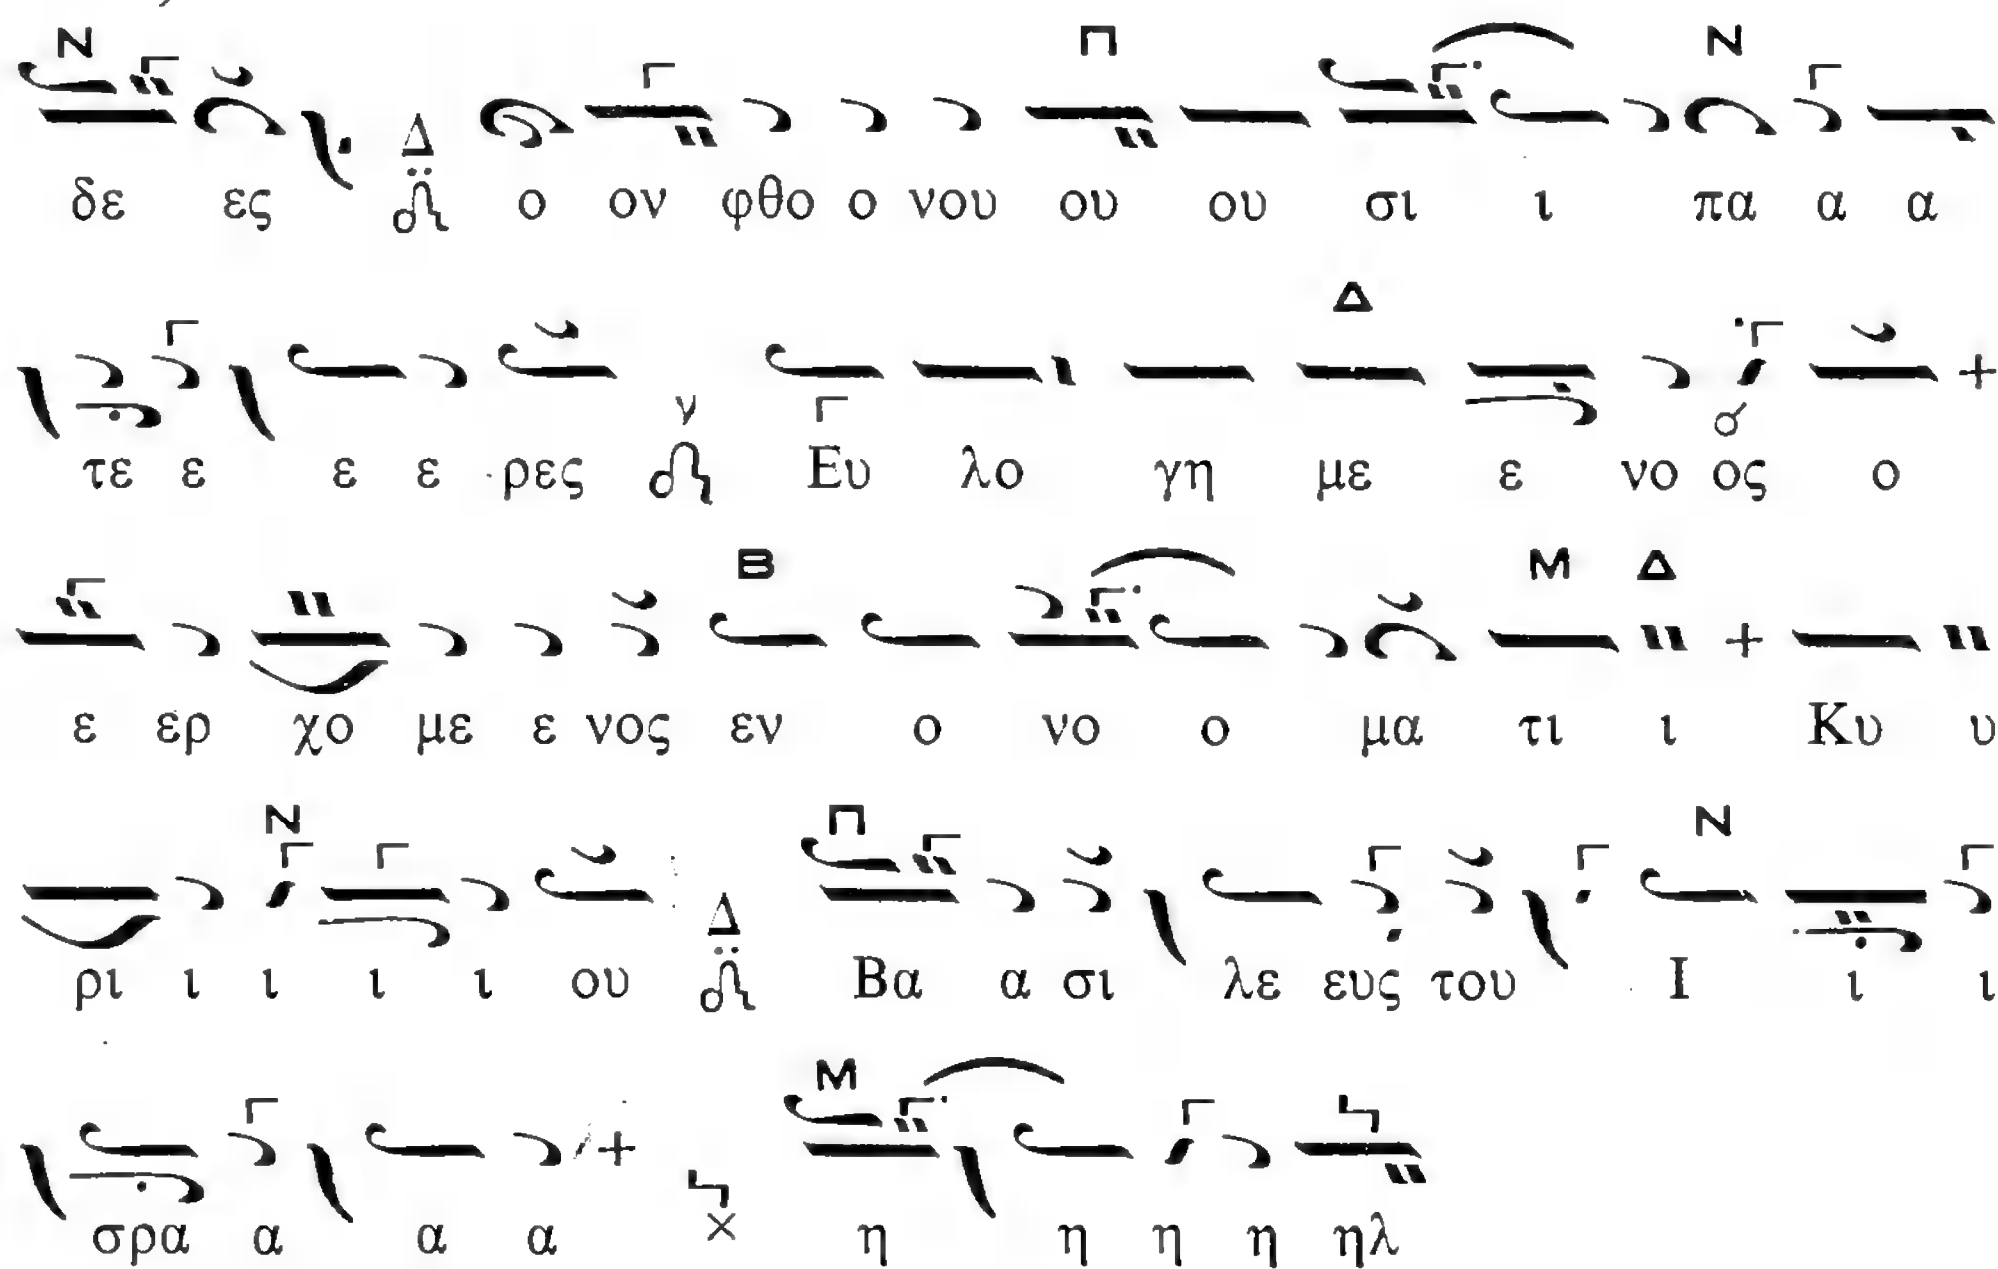 Ν Π Ν
δε ες Δ ο ον φθο ο νου ου ου σι ι πα α α
Δ
τε ε ε ε ρες γ Ευ λο γη με ε νο ος ο
Β Μ Δ
ε ερ χο με ε νος εν ο νο ο μα τι ι Κυ υ
Ν Π Ν
ρι ι ι ι ι ου Δ Βα α σι λε ευς του Ι ι ι
Μ
σρα α α α η η η η ηλ